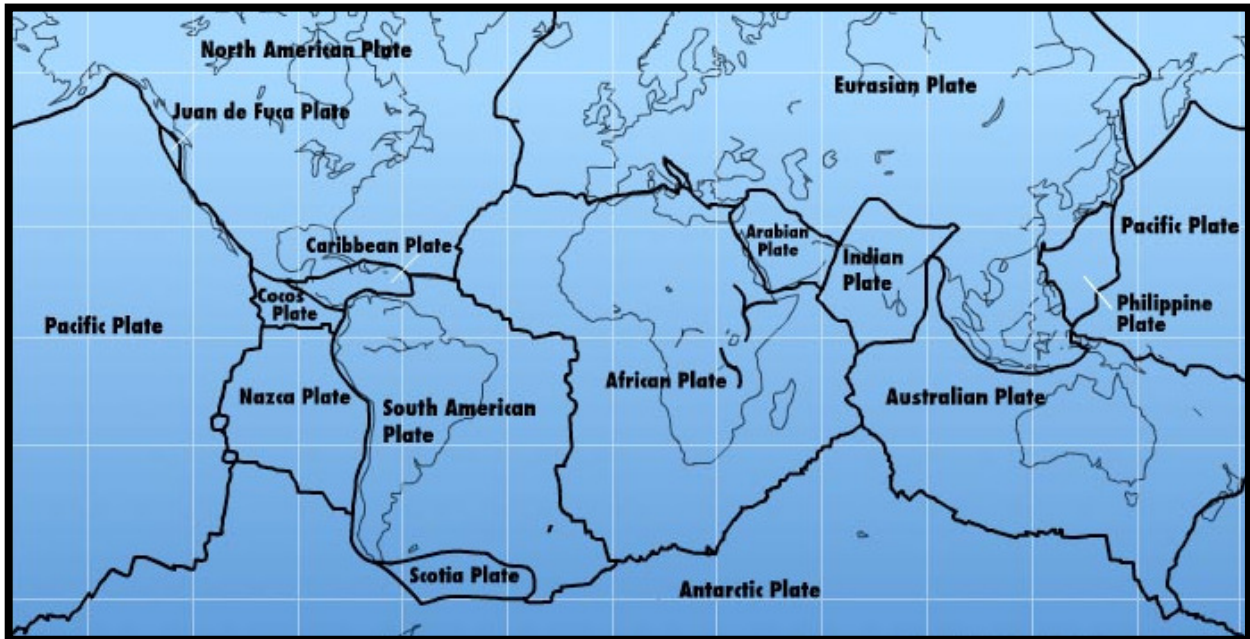 North American Plate
Eurasian Plate
Juan de Fuca Plate
Caribbean Plate
Arabian
Plate
Pacific Plate
Indian
Plate
Cocos
Plate
Philippine
Plate
Pacific Plate
Nazca Plate
African Plate
South American
Plate
Australian Plate
Scotia Plate
Antarctic Plate